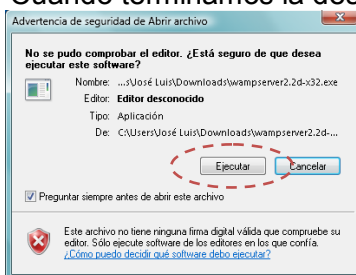 Cuando terminamos la des
Advertencia de seguridad de Abrir archivo
No se pudo comprobar el editor. ¿Está seguro de que desea
ejecutar este software?
Nombre: ...s\José Luis\Downloads\wampserver2.2d-x32.exe
Editor: Editor desconocido
Tipo: Aplicación
De: C:\Users\José Luis\Downloads\wampserver2.2d-...
Ejecutar Cancelar
Preguntar siempre antes de abrir este archivo
Este archivo no tiene ninguna firma digital válida que compruebe su
editor. Sólo ejecute software de los editores en los que confía.
¿Cómo puedo decidir qué software debo ejecutar?